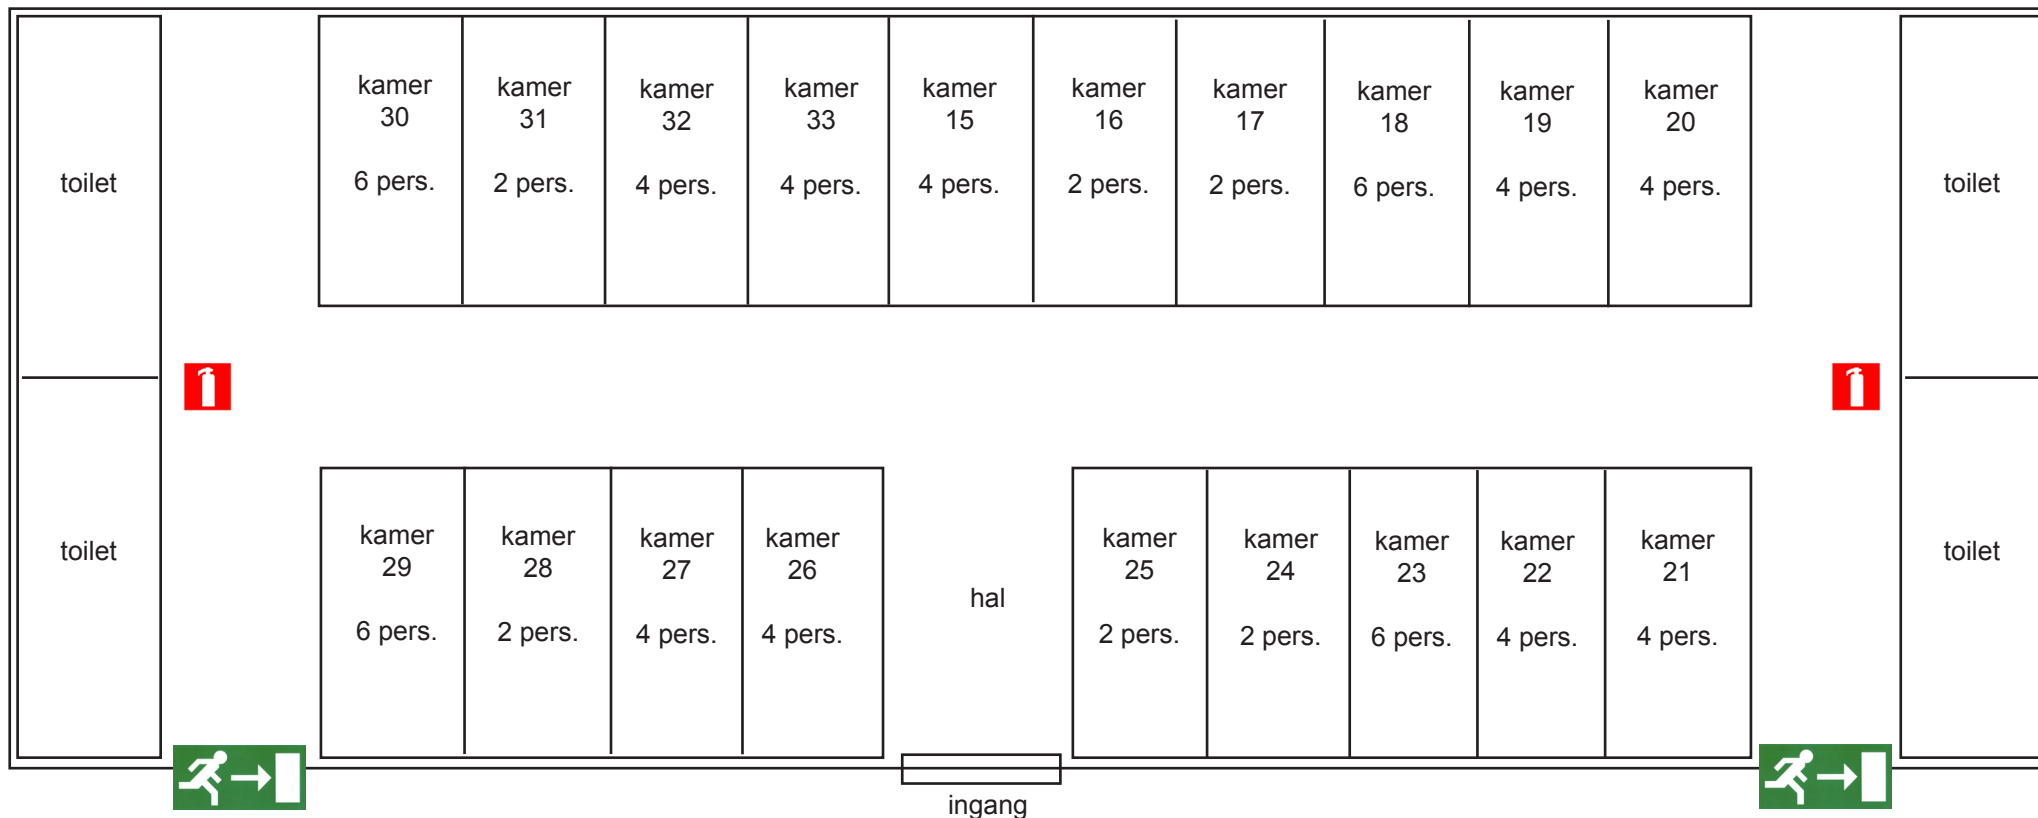 toilet
kamer
30
6 pers.
kamer
31
2 pers.
kamer
32
4 pers.
kamer
33
4 pers.
kamer
15
4 pers.
kamer
16
2 pers.
kamer
17
2 pers.
kamer
18
6 pers.
kamer
19
4 pers.
kamer
20
4 pers.
toilet
toilet
kamer
29
6 pers.
kamer
28
2 pers.
kamer
27
4 pers.
kamer
26
4 pers.
hal
kamer
25
2 pers.
kamer
24
2 pers.
kamer
23
6 pers.
kamer
22
4 pers.
kamer
21
4 pers.
toilet
ingang